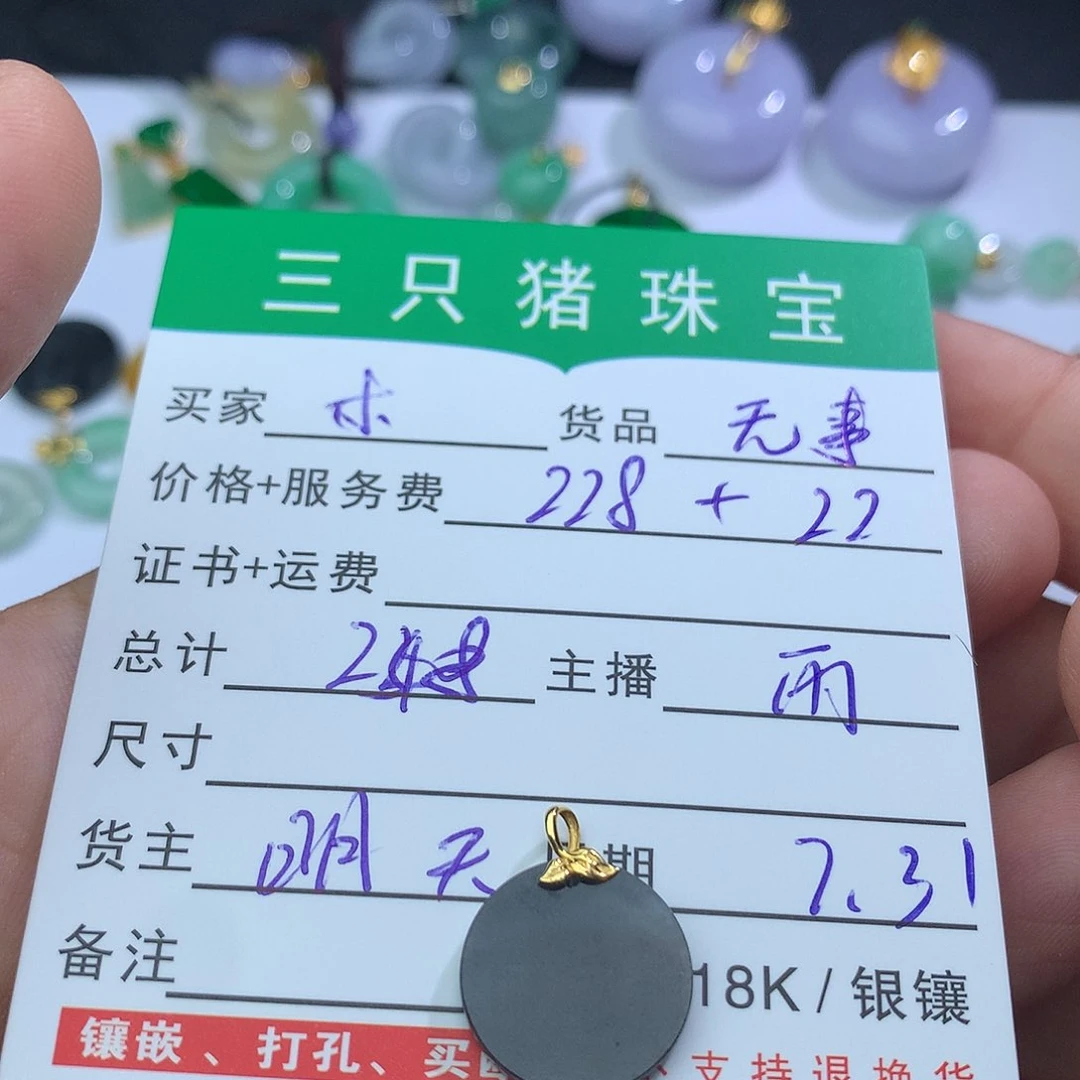 三只猪珠宝
买家 木 货品 无事
价格+服务费 228 + 22
证书+运费
总计 主播 雨
尺寸
货主 明天 期 7.31
备注 18K/银镶
镶嵌、打孔、买 支持退换货